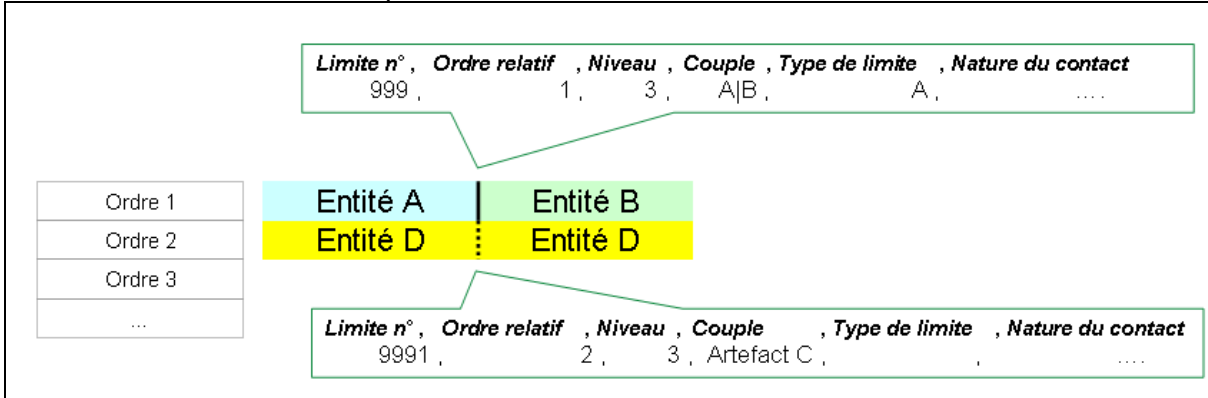 Limite n°, Ordre relatif , Niveau , Couple , Type de limite , Nature du contact
999 , 1 , 3 , A|B , A , ....
Ordre 1 Entité A Entité B
Ordre 2 Entité D Entité D
Ordre 3
...
Limite n°, Ordre relatif , Niveau , Couple , Type de limite , Nature du contact
9991 , 2 , 3 , Artefact C , , ....